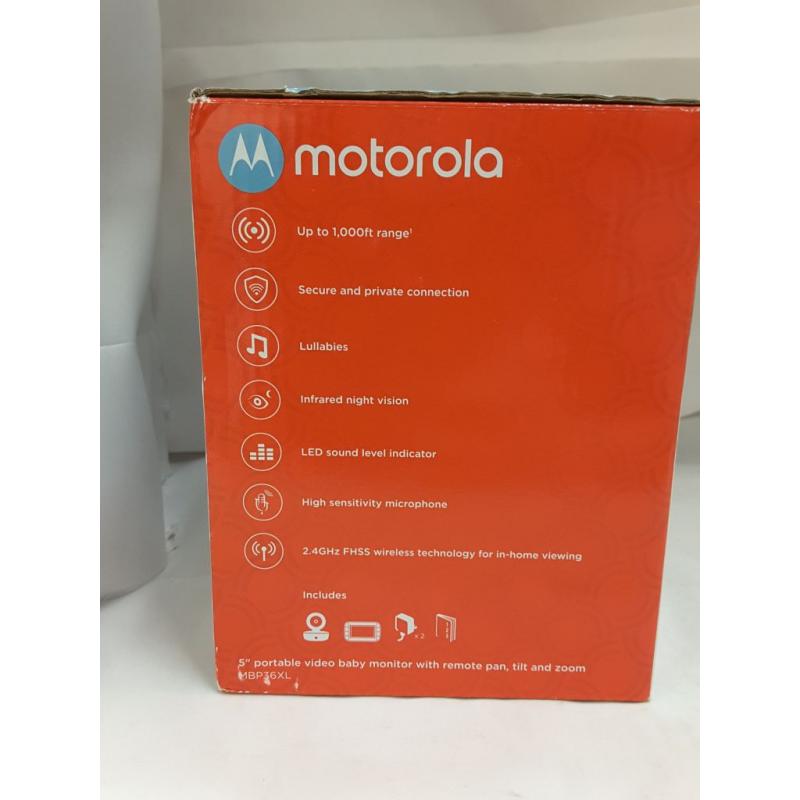 motorola
Up to 1,000ft range¹
Secure and private connection
Lullabies
Infrared night vision
LED sound level indicator
High sensitivity microphone
2.4GHz FHSS wireless technology for in-home viewing
Includes
x 2
5" portable video baby monitor with remote pan, tilt and zoom
MBP36XL